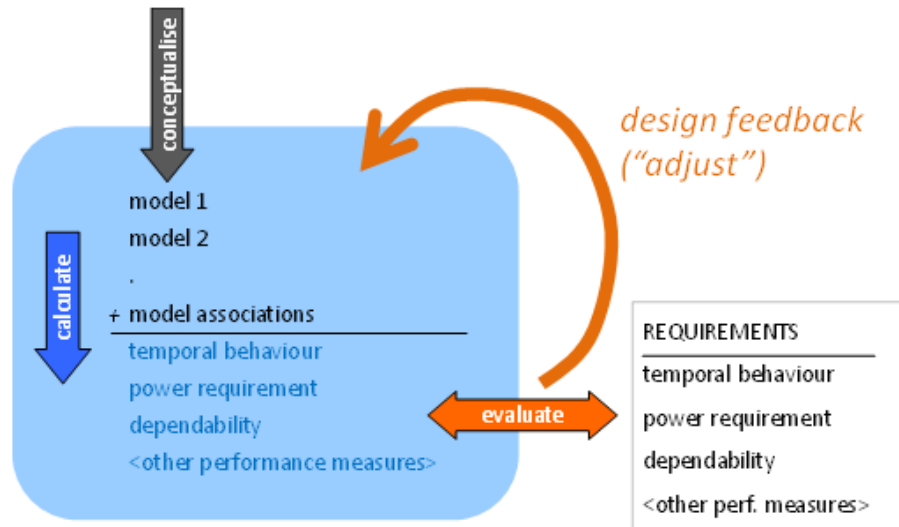 conceptualise
design feedback
("adjust")
model 1
model 2
.
+ model associations
calculate
temporal behaviour
power requirement
dependability
<other performance measures>
evaluate
REQUIREMENTS
temporal behaviour
power requirement
dependability
<other perf. measures>